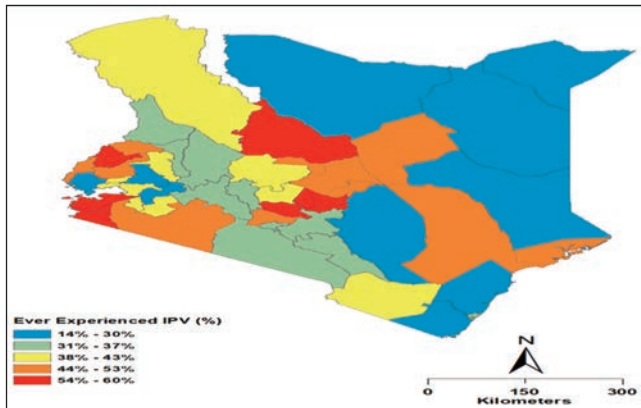 Ever Experienced IPV (%)
14% - 30%
31% - 37%
38% - 43%
44% - 53%
54% - 60%
N
0 150 300
Kilometers